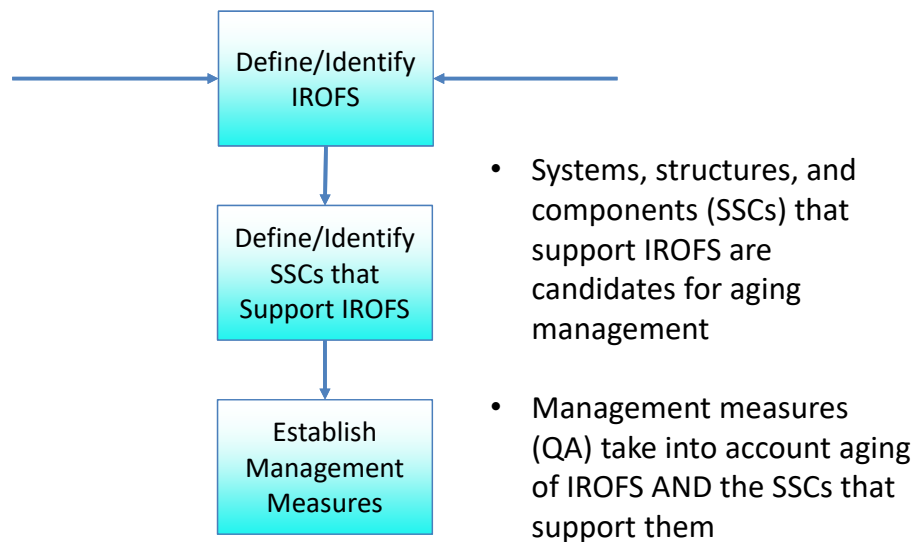 Define/Identify
IROFS
Define/Identify
SSCs that
Support IROFS
Establish
Management
Measures
• Systems, structures, and
components (SSCs) that
support IROFS are
candidates for aging
management
• Management measures
(QA) take into account aging
of IROFS AND the SSCs that
support them